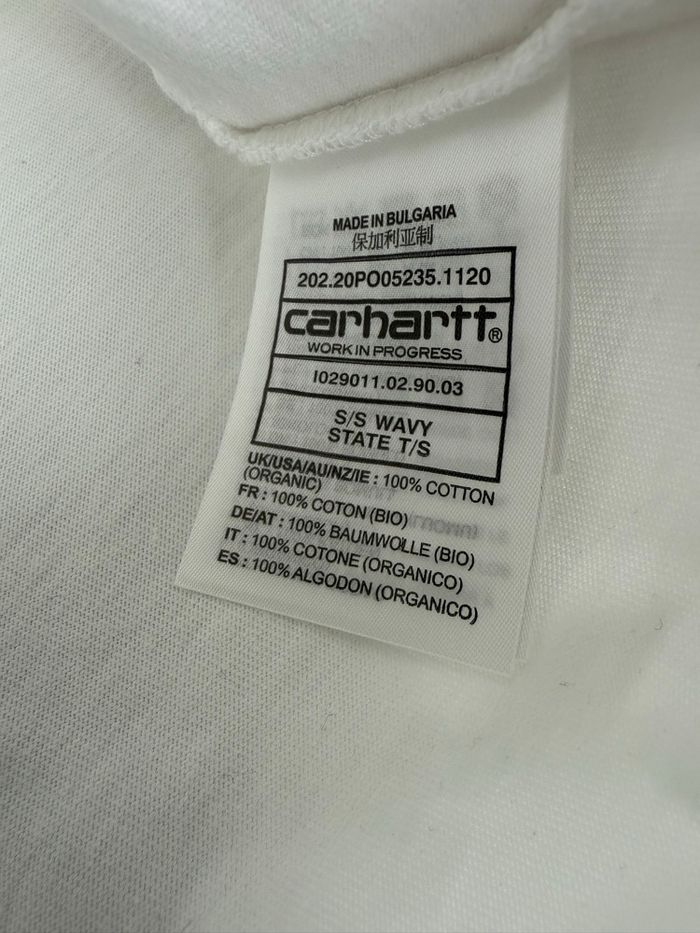 MADE IN BULGARIA
保加利亚制
202.20PO05235.1120
carhartt®
WORK IN PROGRESS
I029011.02.90.03
S/S WAVY
STATE T/S
UK/USA/AU/NZ/IE : 100% COTTON
(ORGANIC)
FR : 100% COTON (BIO)
DE/AT : 100% BAUMWOLLE (BIO)
IT : 100% COTONE (ORGANICO)
ES : 100% ALGODON (ORGANICO)